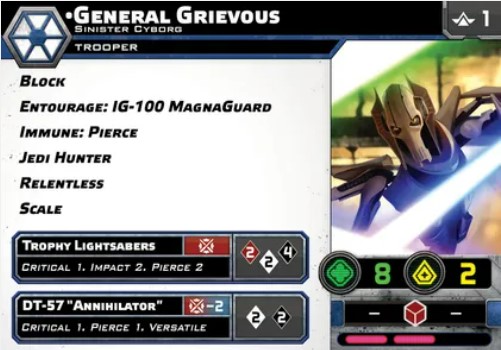 •General Grievous
Sinister Cyborg
1
Trooper
Block
Entourage: IG-100 MagnaGuard
Immune: Pierce
Jedi Hunter
Relentless
Scale
Trophy Lightsabers
2 2 4
Critical 1, Impact 2, Pierce 2
8 2
DT-57 "Annihilator" -2
2 2
Critical 1, Pierce 1, Versatile
– –